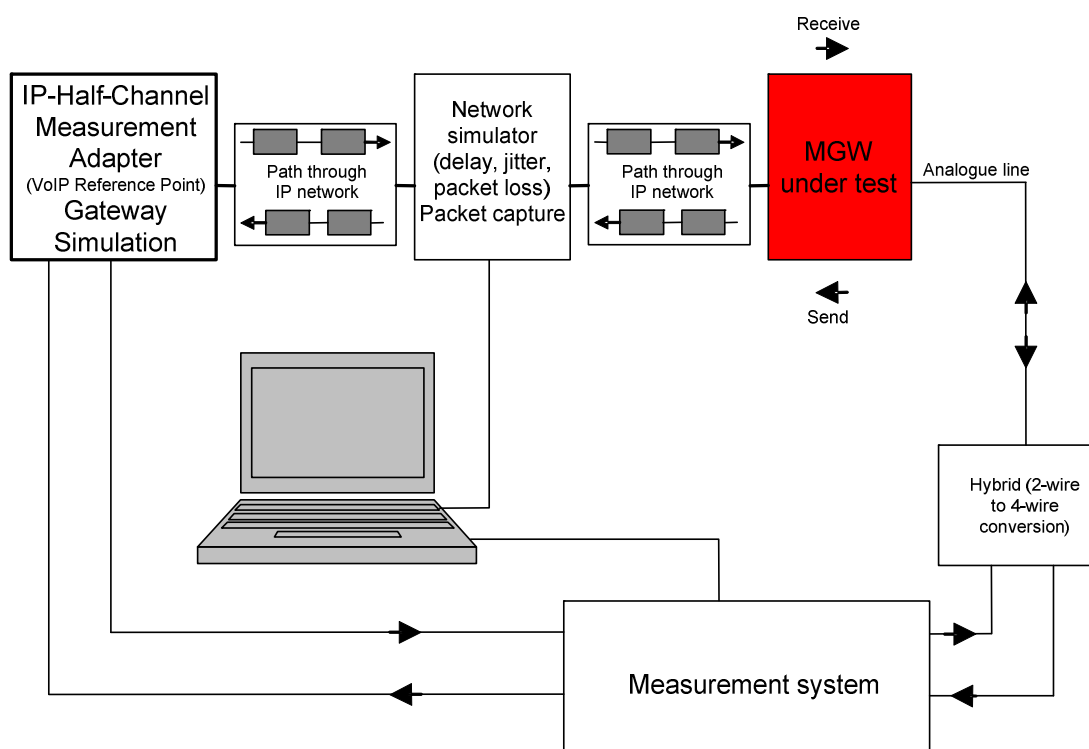 Receive
IP-Half-Channel
Measurement
Adapter
(VoIP Reference Point)
Gateway
Simulation
Path through
IP network
Network
simulator
(delay, jitter,
packet loss)
Packet capture
Path through
IP network
MGW
under test
Analogue line
Send
Hybrid (2-wire
to 4-wire
conversion)
Measurement system